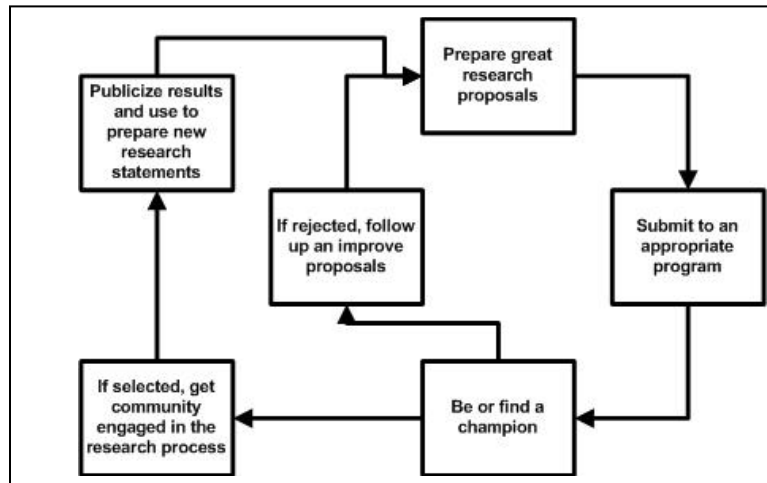 Prepare great
research
proposals
Submit to an
appropriate
program
Be or find a
champion
If rejected, follow
up an improve
proposals
If selected, get
community
engaged in the
research process
Publicize results
and use to
prepare new
research
statements